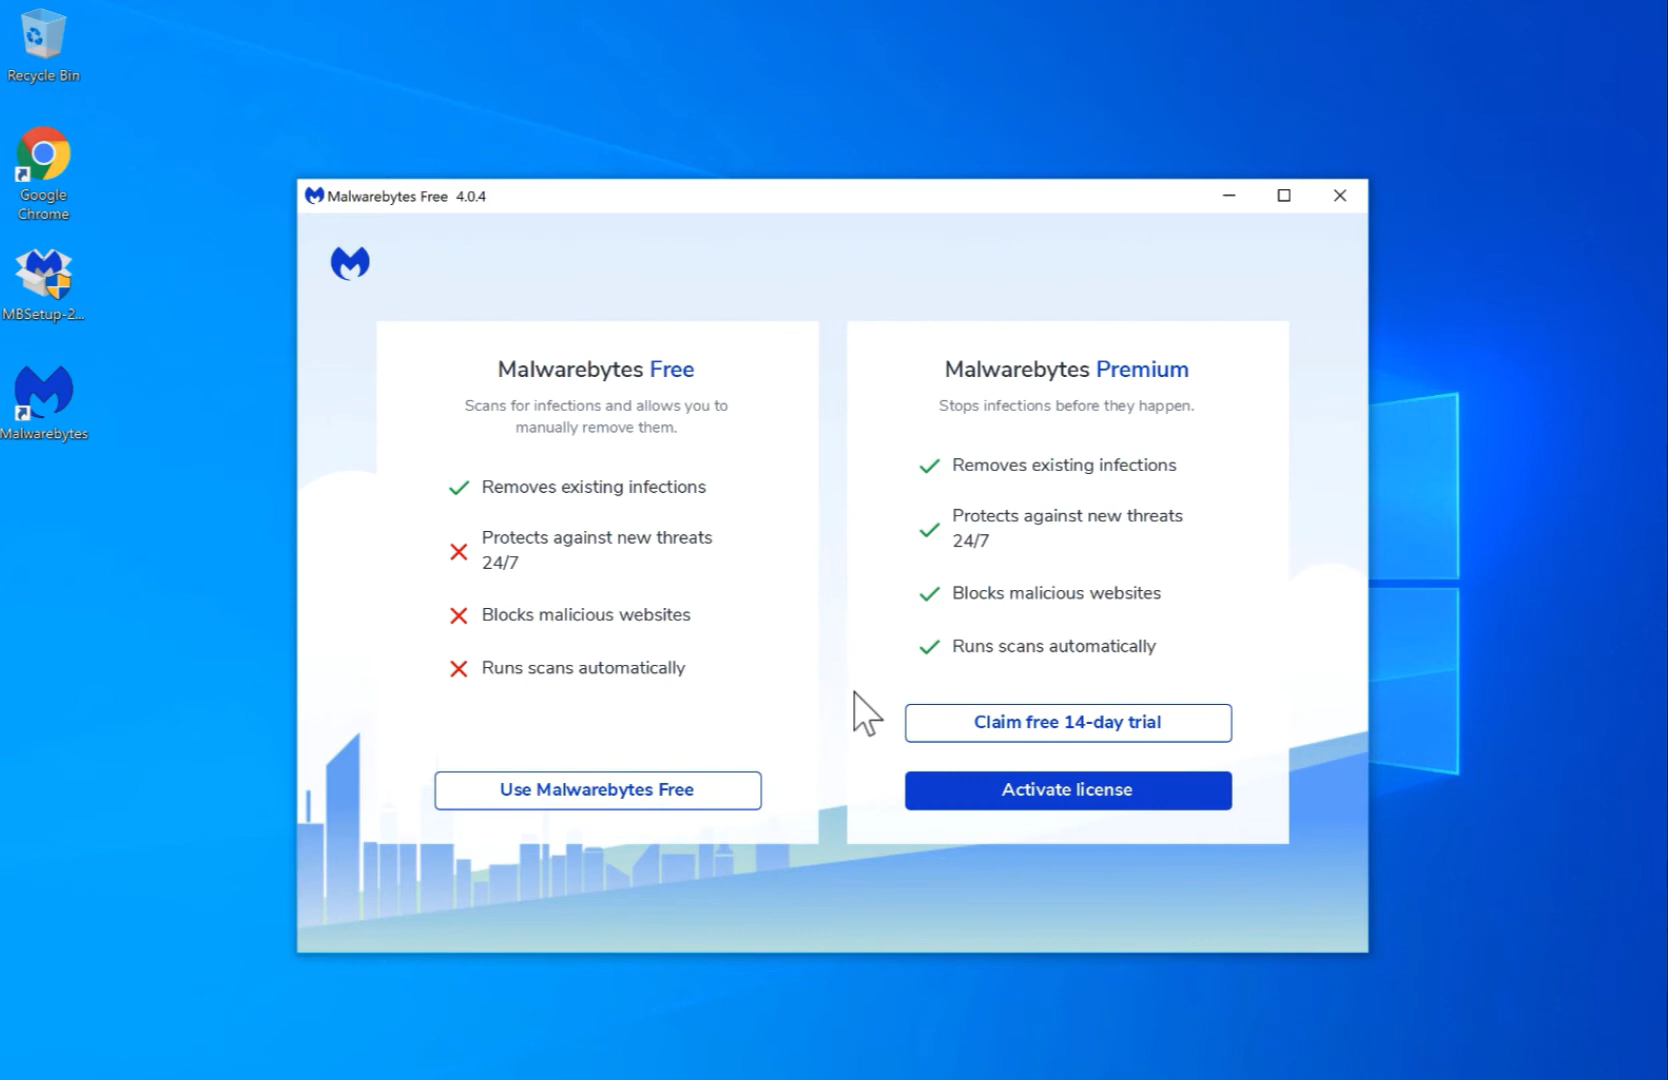 Recycle Bin
Google
Chrome
MBSetup-2...
Malwarebytes
Malwarebytes Free 4.0.4
Malwarebytes Free
Scans for infections and allows you to
manually remove them.
Removes existing infections
Protects against new threats
24/7
Blocks malicious websites
Runs scans automatically
Use Malwarebytes Free
Malwarebytes Premium
Stops infections before they happen.
Removes existing infections
Protects against new threats
24/7
Blocks malicious websites
Runs scans automatically
Claim free 14-day trial
Activate license